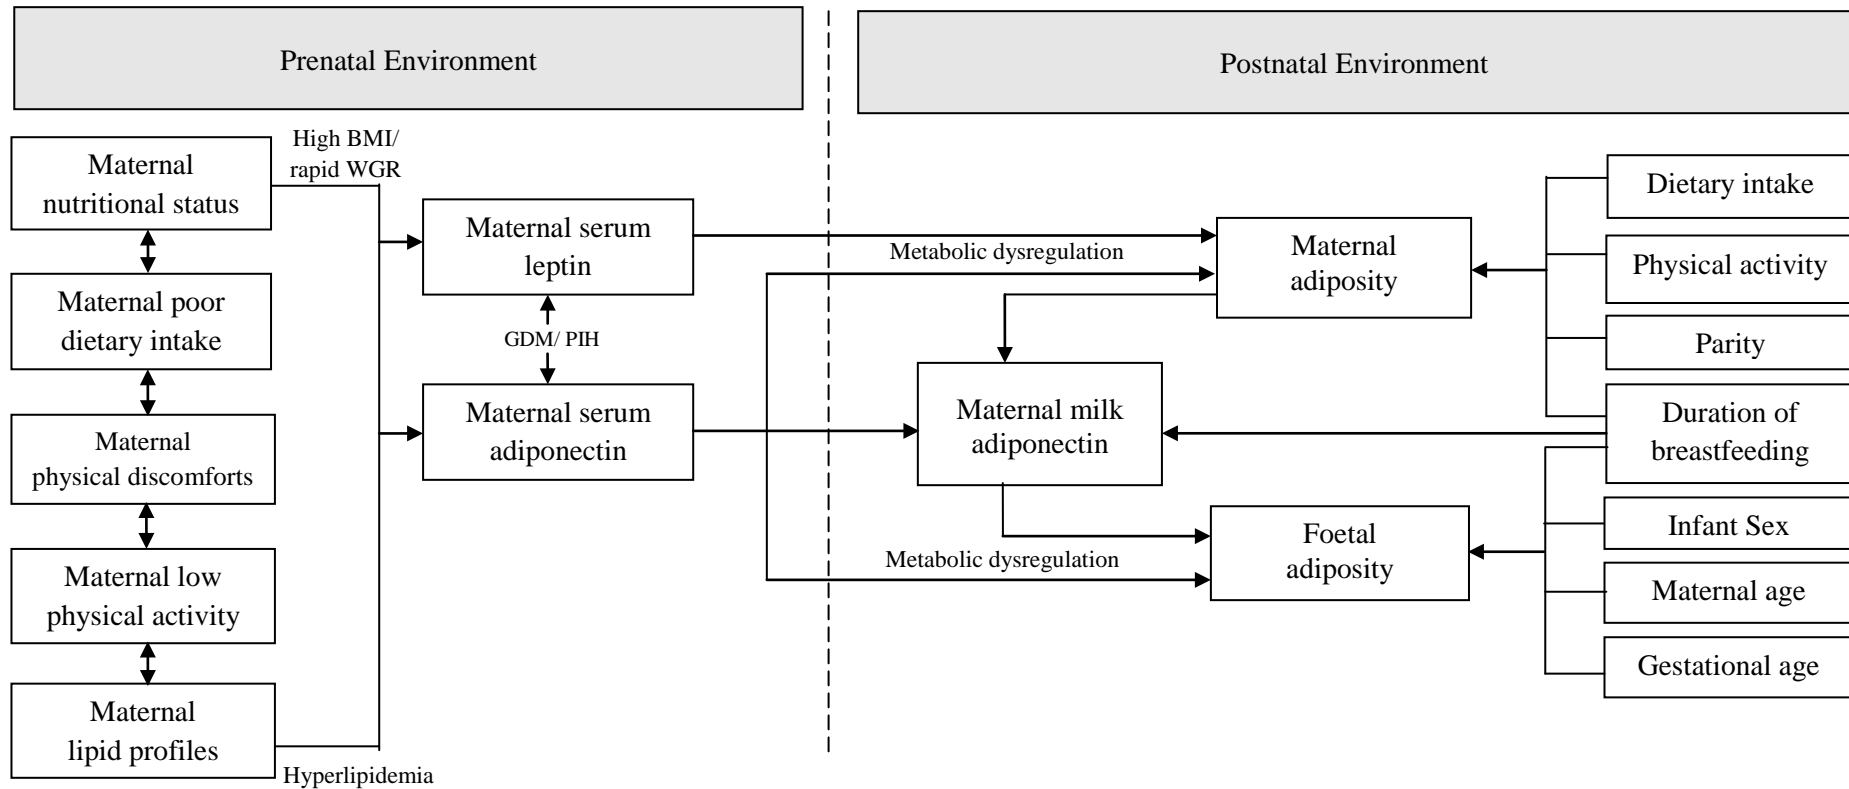 Prenatal Environment
Postnatal Environment
Maternal
nutritional status
High BMI/
rapid WGR
Maternal poor
dietary intake
Maternal
physical discomforts
Maternal low
physical activity
Maternal
lipid profiles
Hyperlipidemia
Maternal serum
leptin
GDM/ PIH
Maternal serum
adiponectin
Metabolic dysregulation
Maternal
adiposity
Maternal milk
adiponectin
Metabolic dysregulation
Foetal
adiposity
Dietary intake
Physical activity
Parity
Duration of
breastfeeding
Infant Sex
Maternal age
Gestational age